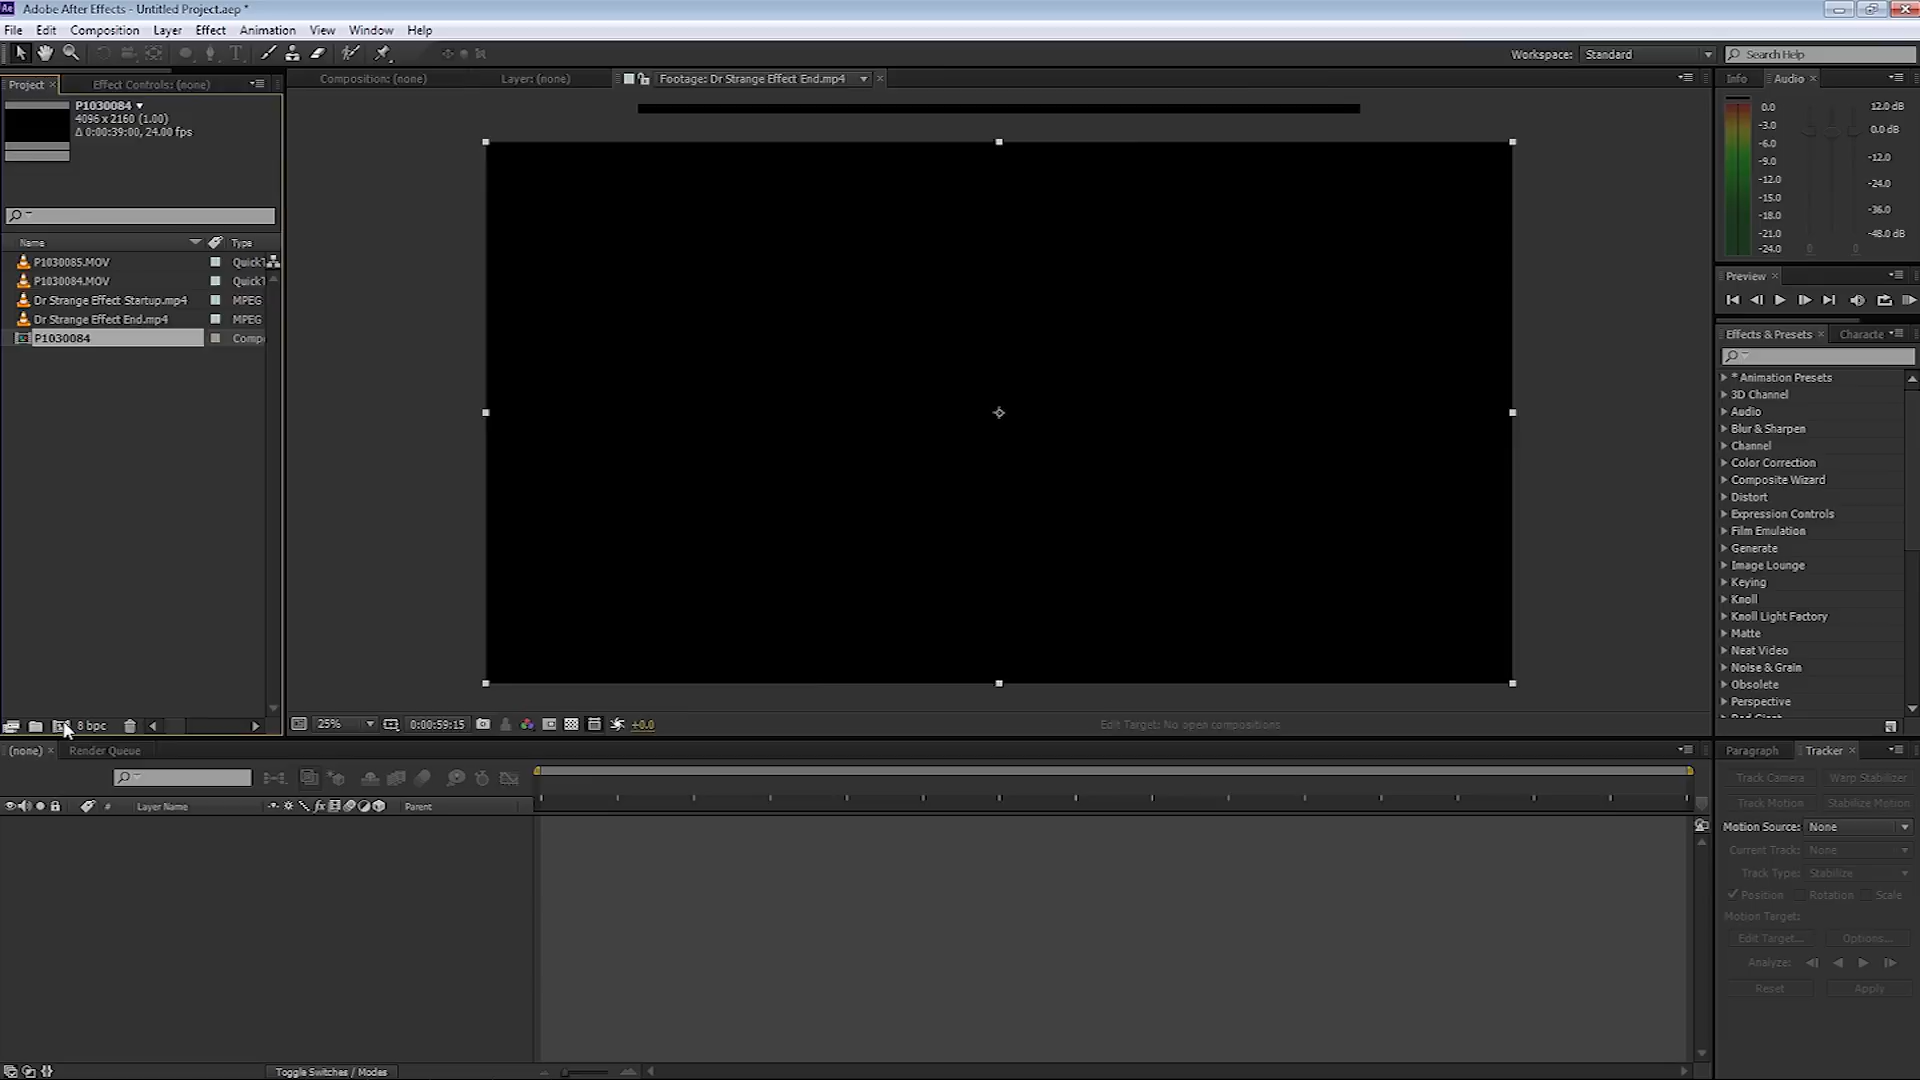 Adobe After Effects - Untitled Project.aep *
File Edit Composition Layer Effect Animation View Window Help
Workspace: Standard Search Help
Project Effect Controls: (none) Composition: (none) Layer: (none) Footage: Dr Strange Effect End.mp4 Info Audio
P1030084
4096 x 2160 (1.00)
Δ 0:00:39:00, 24.00 fps
0.0 12.0 dB
-3.0 0.0 dB
-6.0
-9.0 -12.0
-12.0
-15.0 -24.0
-18.0 -36.0
-21.0 -48.0 dB
-24.0
Name Type
P1030085.MOV Quick
P1030084.MOV Quick
Dr Strange Effect Startup.mp4 MPEG
Dr Strange Effect End.mp4 MPEG
P1030084 Comp
Preview
Effects & Presets Characte
* Animation Presets
3D Channel
Audio
Blur & Sharpen
Channel
Color Correction
Composite Wizard
Distort
Expression Controls
Film Emulation
Generate
Image Lounge
Keying
Knoll
Knoll Light Factory
Matte
Neat Video
Noise & Grain
Obsolete
Perspective
8 bpc
25% 0:00:59:15 +0.0 Edit Target: No open compositions
(none) Render Queue
# Layer Name fx Parent
Paragraph Tracker
Track Camera Warp Stabilizer
Track Motion Stabilize Motion
Motion Source: None
Current Track: None
Track Type: Stabilize
Position Rotation Scale
Motion Target:
Edit Target... Options...
Analyze:
Reset Apply
Toggle Switches / Modes